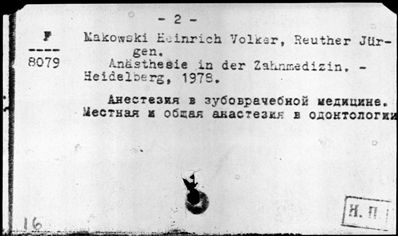 - 2 -
F
----
8079
Makowski Heinrich Volker, Reuther Jür-
gen.
Anästhesie in der Zahnmedizin. -
Heidelberg, 1978.
Анестезия в зубоврачебной медицине.
Местная и общая анастезия в одонтологии
Н. П.
16